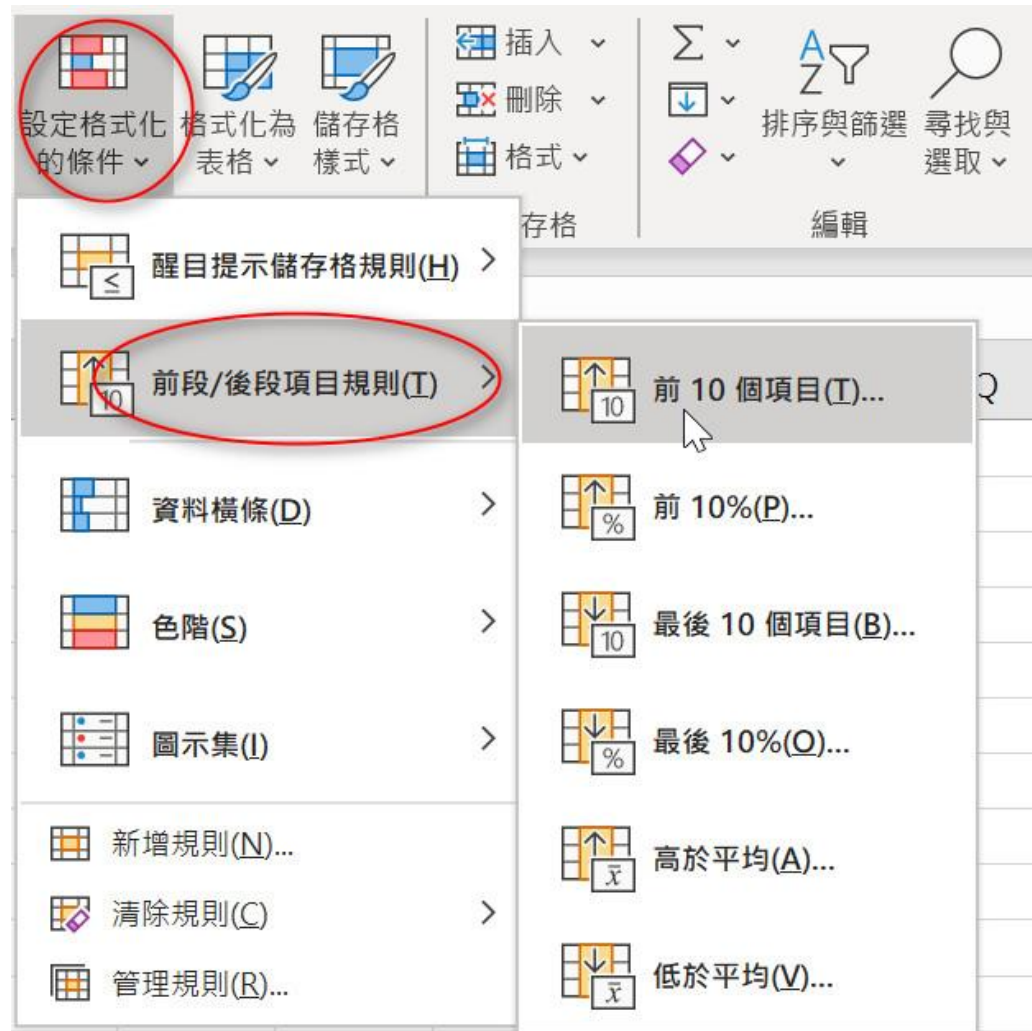 設定格式化
的條件
格式化為
表格
儲存格
樣式
插入
刪除
格式
排序與篩選
尋找與
選取
存格
編輯
醒目提示儲存格規則(H)
前段/後段項目規則(T)
資料橫條(D)
色階(S)
圖示集(I)
新增規則(N)...
清除規則(C)
管理規則(R)...
前 10 個項目(T)...
前 10%(P)...
最後 10 個項目(B)...
最後 10%(O)...
高於平均(A)...
低於平均(V)...
Q